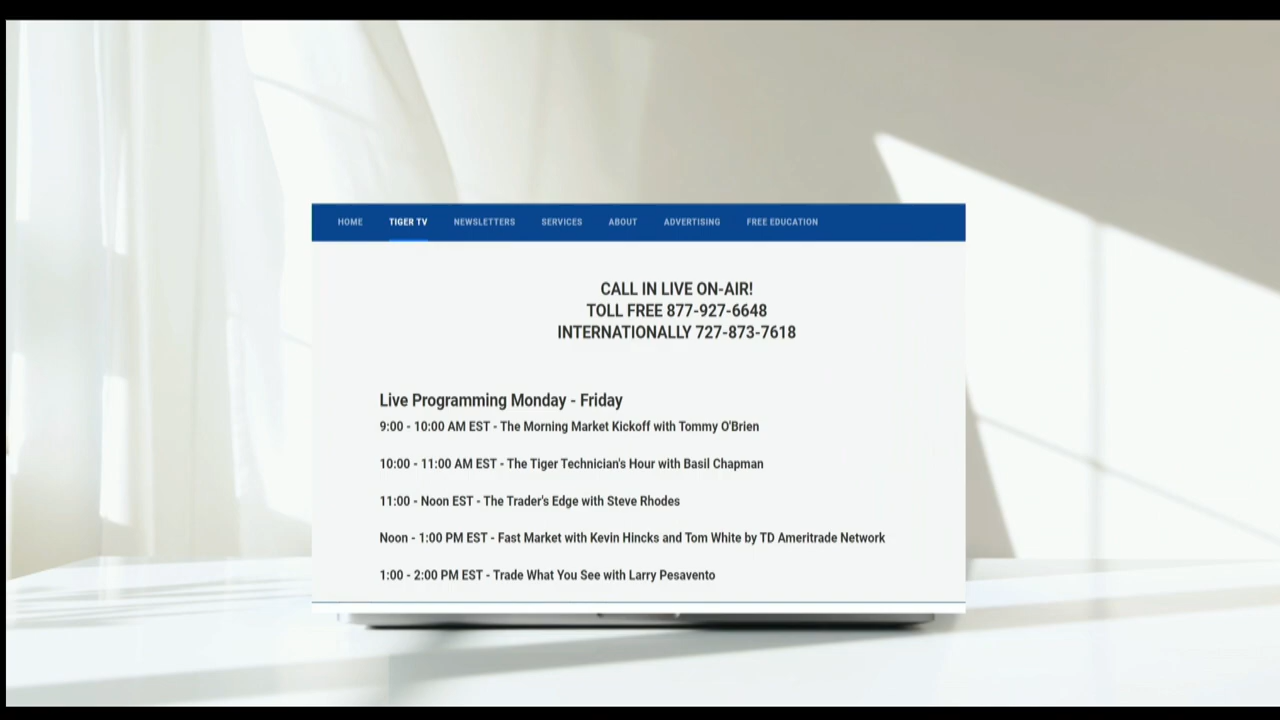 HOME TIGER TV NEWSLETTERS SERVICES ABOUT ADVERTISING FREE EDUCATION
CALL IN LIVE ON-AIR!
TOLL FREE 877-927-6648
INTERNATIONALLY 727-873-7618
Live Programming Monday - Friday
9:00 - 10:00 AM EST - The Morning Market Kickoff with Tommy O'Brien
10:00 - 11:00 AM EST - The Tiger Technician's Hour with Basil Chapman
11:00 - Noon EST - The Trader's Edge with Steve Rhodes
Noon - 1:00 PM EST - Fast Market with Kevin Hincks and Tom White by TD Ameritrade Network
1:00 - 2:00 PM EST - Trade What You See with Larry Pesavento